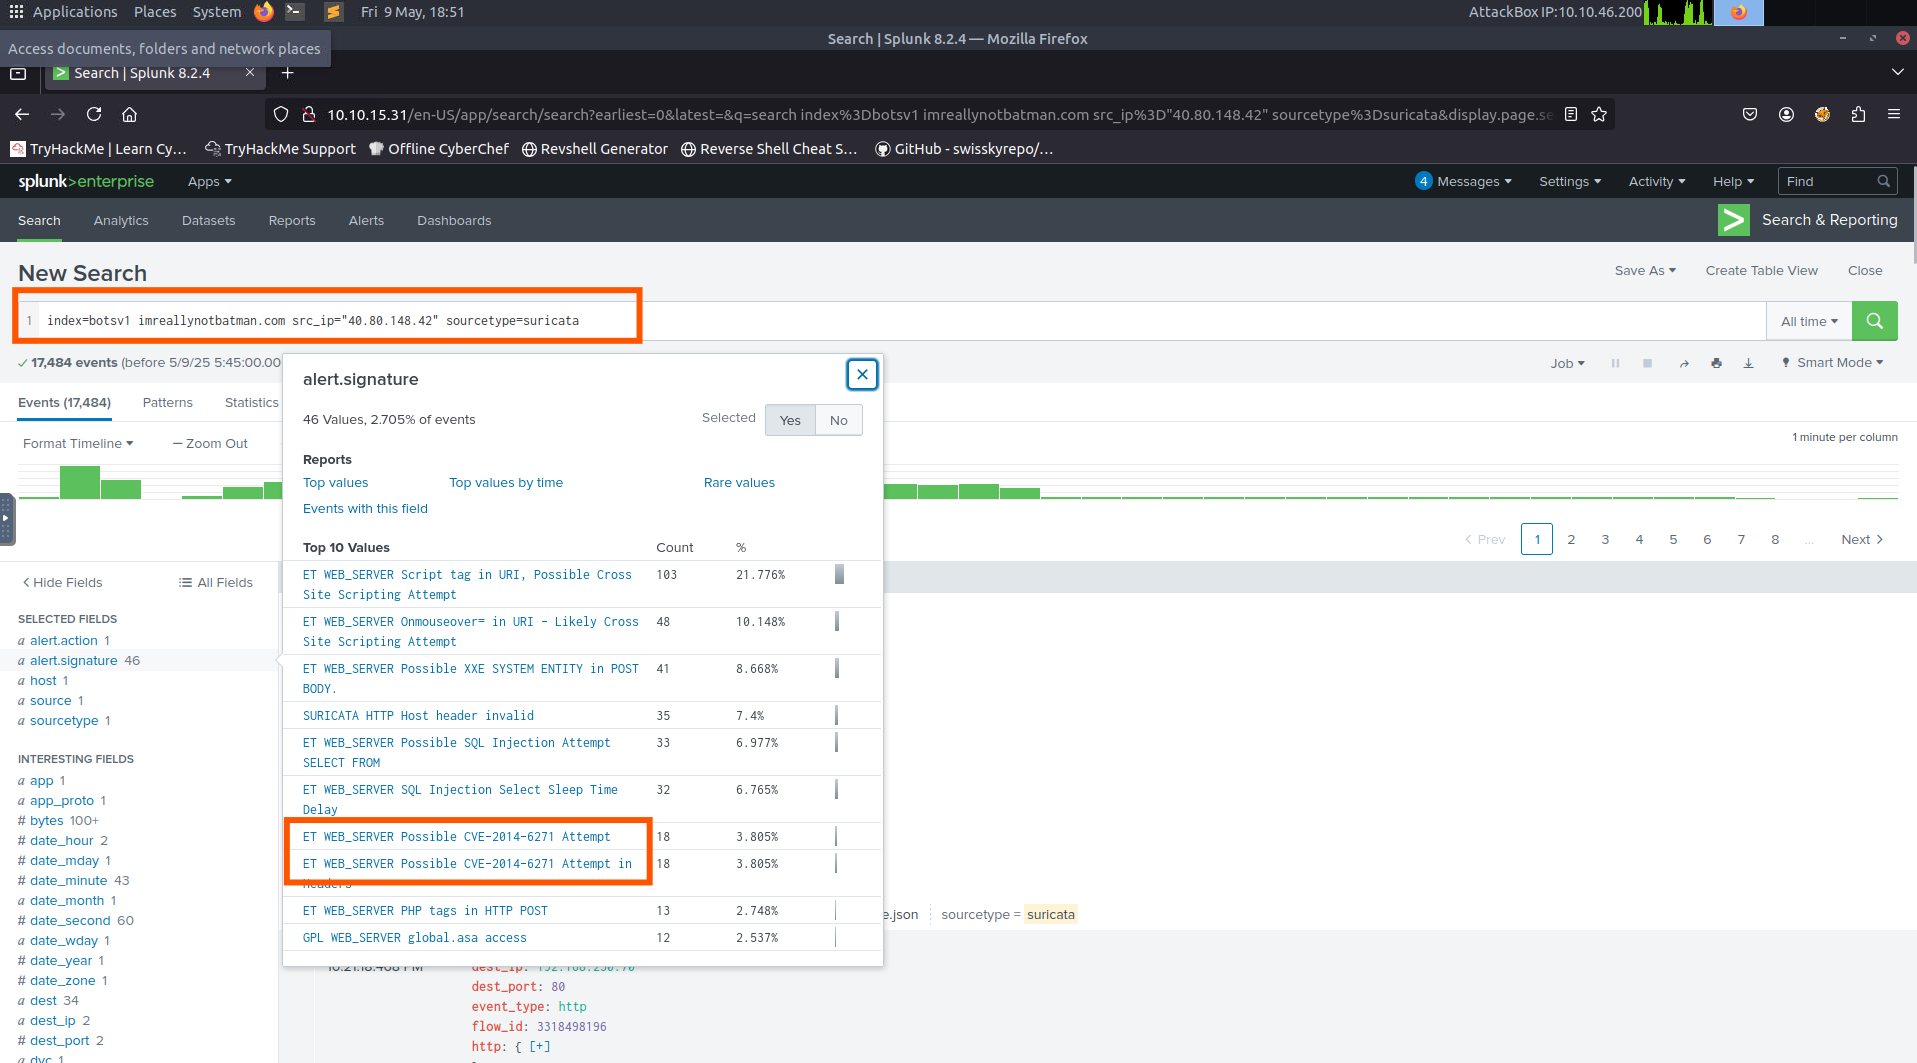 Applications Places System Fri 9 May, 18:51 AttackBox IP:10.10.46.200
Search | Splunk 8.2.4 — Mozilla Firefox
Access documents, folders and network places
Search | Splunk 8.2.4
10.10.15.31/en-US/app/search/search?earliest=0&latest=&q=search index%3Dbotsv1 imreallynotbatman.com src_ip%3D"40.80.148.42" sourcetype%3Dsuricata&display.page.se
TryHackMe | Learn Cy… TryHackMe Support Offline CyberChef Revshell Generator Reverse Shell Cheat S… GitHub - swisskyrepo/…
splunk>enterprise Apps 4 Messages Settings Activity Help Find
Search Analytics Datasets Reports Alerts Dashboards Search & Reporting
New Search Save As Create Table View Close
1 index=botsv1 imreallynotbatman.com src_ip="40.80.148.42" sourcetype=suricata All time
17,484 events (before 5/9/25 5:45:00.00 Job Smart Mode
Events (17,484) Patterns Statistics
Format Timeline — Zoom Out 1 minute per column
alert.signature
46 Values, 2.705% of events Selected Yes No
Reports
Top values Top values by time Rare values
Events with this field
Top 10 Values Count %
ET WEB_SERVER Script tag in URI, Possible Cross 103 21.776%
Site Scripting Attempt
ET WEB_SERVER Onmouseover= in URI - Likely Cross 48 10.148%
Site Scripting Attempt
ET WEB_SERVER Possible XXE SYSTEM ENTITY in POST 41 8.668%
BODY.
SURICATA HTTP Host header invalid 35 7.4%
ET WEB_SERVER Possible SQL Injection Attempt 33 6.977%
SELECT FROM
ET WEB_SERVER SQL Injection Select Sleep Time 32 6.765%
Delay
ET WEB_SERVER Possible CVE-2014-6271 Attempt 18 3.805%
ET WEB_SERVER Possible CVE-2014-6271 Attempt in 18 3.805%
Headers
ET WEB_SERVER PHP tags in HTTP POST 13 2.748%
GPL WEB_SERVER global.asa access 12 2.537%
< Prev 1 2 3 4 5 6 7 8 ... Next >
< Hide Fields All Fields
SELECTED FIELDS
a alert.action 1
a alert.signature 46
a host 1
a source 1
a sourcetype 1
INTERESTING FIELDS
a app 1
a app_proto 1
# bytes 100+
# date_hour 2
# date_mday 1
# date_minute 43
a date_month 1
# date_second 60
a date_wday 1
# date_year 1
# date_zone 1
a dest 34
a dest_ip 2
# dest_port 2
a dvc 1
e.json sourcetype = suricata
10:21:18.468 PM dest_ip: 192.168.250.70
dest_port: 80
event_type: http
flow_id: 3318498196
http: { [+]